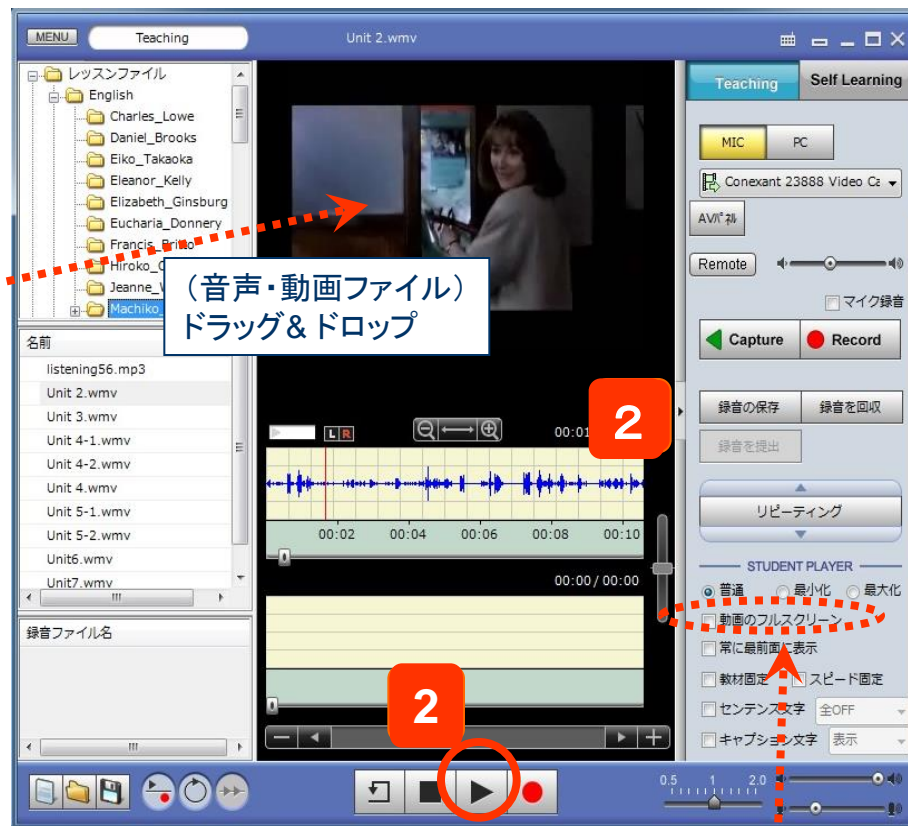 MENU Teaching Unit 2.wmv
レッスンファイル
English
Charles_Lowe
Daniel_Brooks
Eiko_Takaoka
Eleanor_Kelly
Elizabeth_Ginsburg
Eucharia_Donnery
Francis_Britto
Hiroko_
Jeanne_
Machiko_
(音声・動画ファイル)
ドラッグ&ドロップ
名前
listening56.mp3
Unit 2.wmv
Unit 3.wmv
Unit 4-1.wmv
Unit 4-2.wmv
Unit 4.wmv
Unit 5-1.wmv
Unit 5-2.wmv
Unit6.wmv
Unit7.wmv
録音ファイル名
L R
00:01
2
00:02 00:04 00:06 00:08 00:10
00:00 / 00:00
2
Teaching Self Learning
MIC PC
Conexant 23888 Video Ca
AVパネル
Remote
マイク録音
Capture Record
録音の保存 録音を回収
録音を提出
リピーティング
STUDENT PLAYER
普通 最小化 最大化
動画のフルスクリーン
常に最前面に表示
教材固定 スピード固定
センテンス文字 全OFF
キャプション文字 表示
0.5 1 2.0